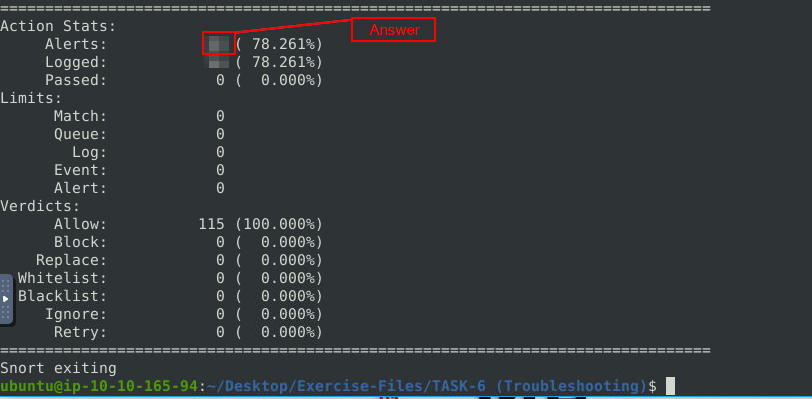 ===============================================================================
Action Stats:
Answer
Alerts: ( 78.261%)
Logged: ( 78.261%)
Passed: 0 ( 0.000%)
Limits:
Match: 0
Queue: 0
Log: 0
Event: 0
Alert: 0
Verdicts:
Allow: 115 (100.000%)
Block: 0 ( 0.000%)
Replace: 0 ( 0.000%)
Whitelist: 0 ( 0.000%)
Blacklist: 0 ( 0.000%)
Ignore: 0 ( 0.000%)
Retry: 0 ( 0.000%)
===============================================================================
Snort exiting
ubuntu@ip-10-10-165-94:~/Desktop/Exercise-Files/TASK-6 (Troubleshooting)$